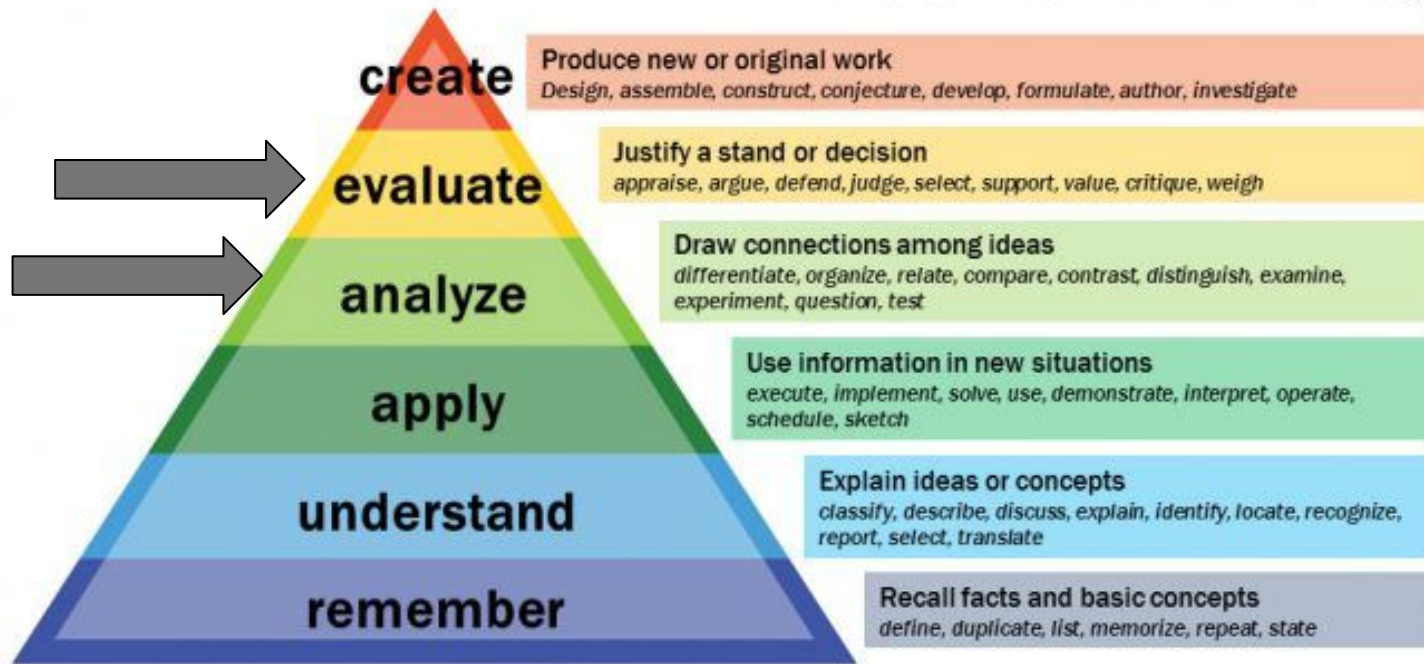 create
Produce new or original work
Design, assemble, construct, conjecture, develop, formulate, author, investigate
evaluate
Justify a stand or decision
appraise, argue, defend, judge, select, support, value, critique, weigh
analyze
Draw connections among ideas
differentiate, organize, relate, compare, contrast, distinguish, examine,
experiment, question, test
apply
Use information in new situations
execute, implement, solve, use, demonstrate, interpret, operate,
schedule, sketch
understand
Explain ideas or concepts
classify, describe, discuss, explain, identify, locate, recognize,
report, select, translate
remember
Recall facts and basic concepts
define, duplicate, list, memorize, repeat, state